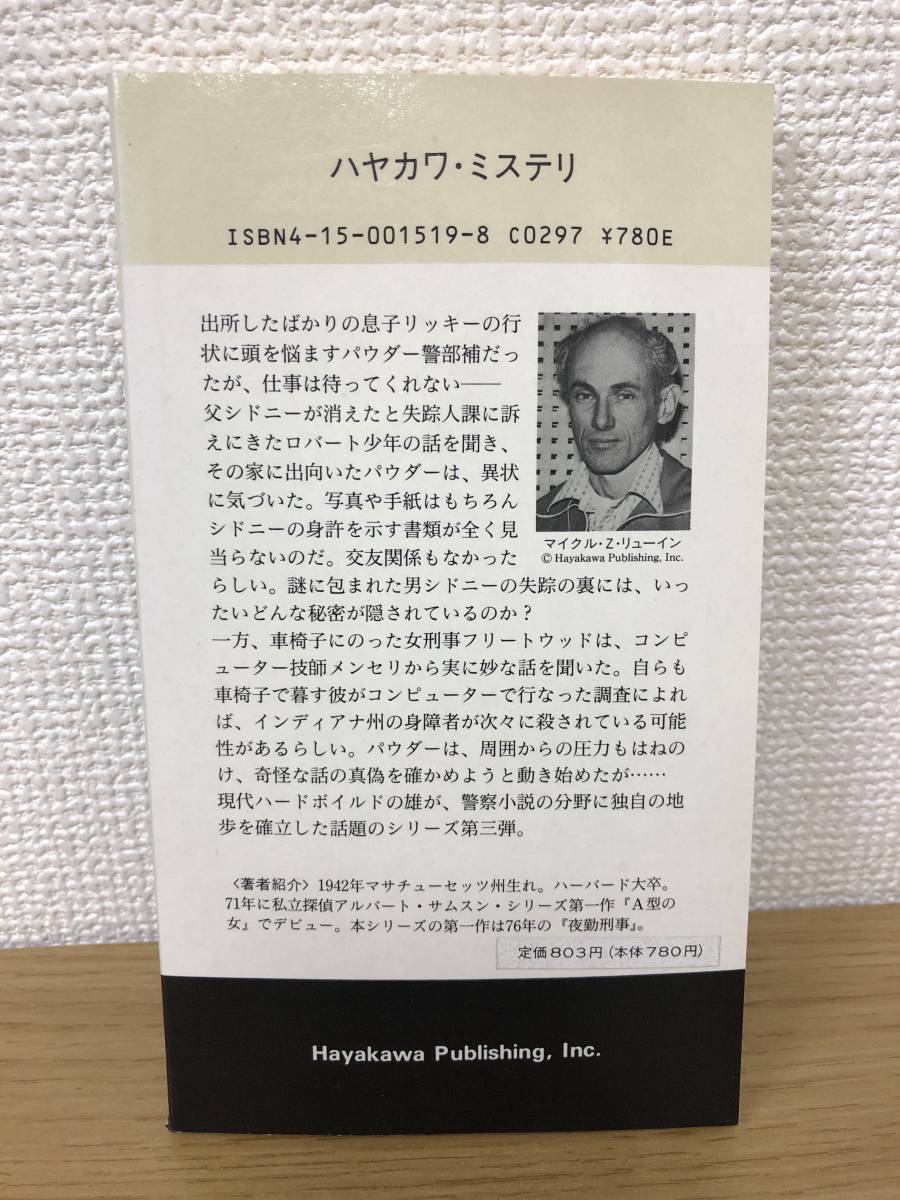 ハヤカワ・ミステリ
ISBN4-15-001519-8 C0297 ¥780E
出所したばかりの息子リッキーの行
状に頭を悩ますパウダー警部補だっ
たが、仕事は待ってくれない——
父シドニーが消えたと失踪人課に訴
えにきたロバート少年の話を聞き、
その家に出向いたパウダーは、異状
に気づいた。写真や手紙はもちろん
シドニーの身許を示す書類が全く見
当らないのだ。交友関係もなかった
らしい。謎に包まれた男シドニーの失踪の裏には、いっ
たいどんな秘密が隠されているのか？
一方、車椅子にのった女刑事フリートウッドは、コンピ
ューター技師メンセリから実に妙な話を聞いた。自らも
車椅子で暮す彼がコンピューターで行なった調査によれ
ば、インディアナ州の身障者が次々に殺されている可能
性があるらしい。パウダーは、周囲からの圧力もはねの
け、奇怪な話の真偽を確かめようと動き始めたが……
現代ハードボイルドの雄が、警察小説の分野に独自の地
歩を確立した話題のシリーズ第三弾。
マイクル・Z・リューイン
© Hayakawa Publishing, Inc.
〈著者紹介〉1942年マサチューセッツ州生れ。ハーバード大卒。
71年に私立探偵アルバート・サムスン・シリーズ第一作『A型の
女』でデビュー。本シリーズの第一作は76年の『夜勤刑事』。
定価803円（本体780円）
Hayakawa Publishing, Inc.